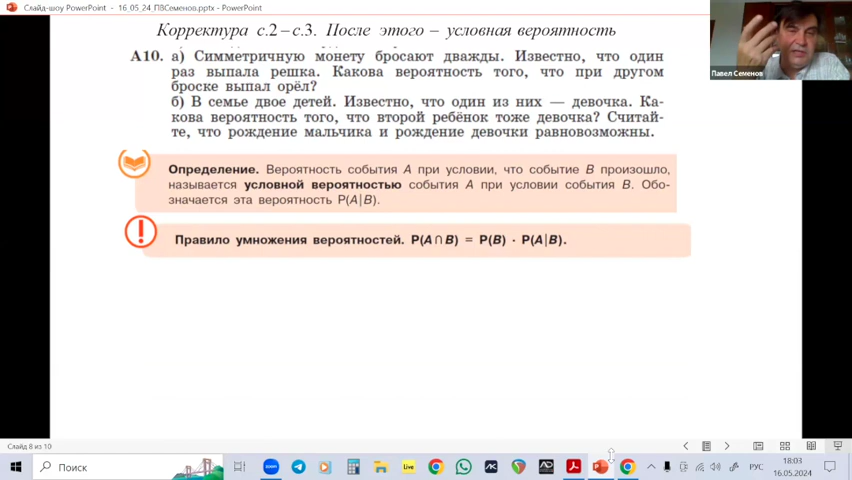 Слайд-шоу PowerPoint - 16_05_24_ПВСеменов.pptx - PowerPoint
Корректура с.2 – с.3. После этого – условная вероятность
А10. а) Симметричную монету бросают дважды. Известно, что один
раз выпала решка. Какова вероятность того, что при другом
броске выпал орёл?
б) В семье двое детей. Известно, что один из них — девочка. Ка-
кова вероятность того, что второй ребёнок тоже девочка? Считай-
те, что рождение мальчика и рождение девочки равновозможны.
Определение. Вероятность события A при условии, что событие B произошло,
называется условной вероятностью события A при условии события B. Обо-
значается эта вероятность P(A|B).
!
Правило умножения вероятностей. P(A∩B) = P(B) · P(A|B).
Павел Семенов
Слайд 8 из 10
Поиск
Live
РУС
18:03
16.05.2024